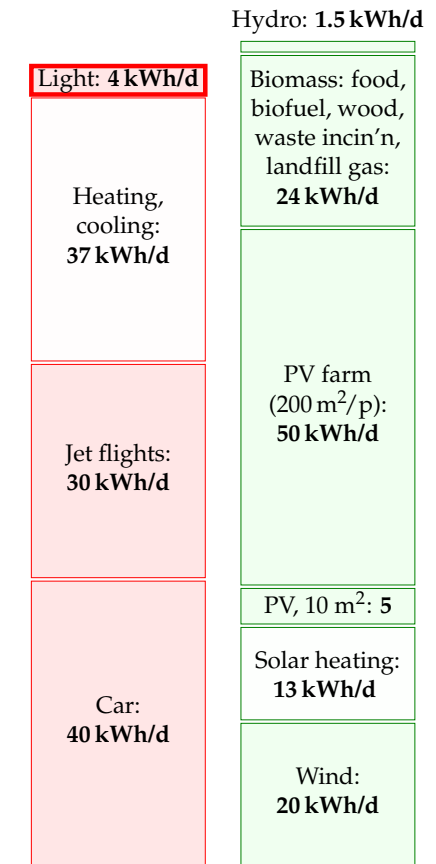 Hydro: 1.5 kWh/d
Light: 4 kWh/d
Heating,
cooling:
37 kWh/d
Jet flights:
30 kWh/d
Car:
40 kWh/d
Biomass: food,
biofuel, wood,
waste incin’n,
landfill gas:
24 kWh/d
PV farm
(200 m²/p):
50 kWh/d
PV, 10 m²: 5
Solar heating:
13 kWh/d
Wind:
20 kWh/d